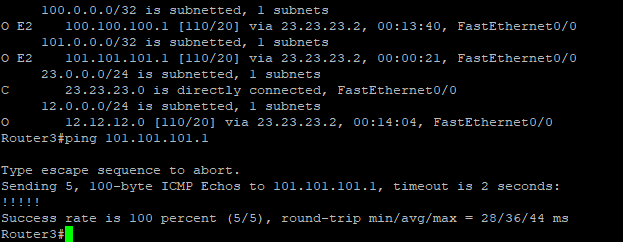 100.0.0.0/32 is subnetted, 1 subnets
O E2 100.100.100.1 [110/20] via 23.23.23.2, 00:13:40, FastEthernet0/0
101.0.0.0/32 is subnetted, 1 subnets
O E2 101.101.101.1 [110/20] via 23.23.23.2, 00:00:21, FastEthernet0/0
23.0.0.0/24 is subnetted, 1 subnets
C 23.23.23.0 is directly connected, FastEthernet0/0
12.0.0.0/24 is subnetted, 1 subnets
O 12.12.12.0 [110/20] via 23.23.23.2, 00:14:04, FastEthernet0/0
Router3#ping 101.101.101.1
Type escape sequence to abort.
Sending 5, 100-byte ICMP Echos to 101.101.101.1, timeout is 2 seconds:
!!!!!
Success rate is 100 percent (5/5), round-trip min/avg/max = 28/36/44 ms
Router3#